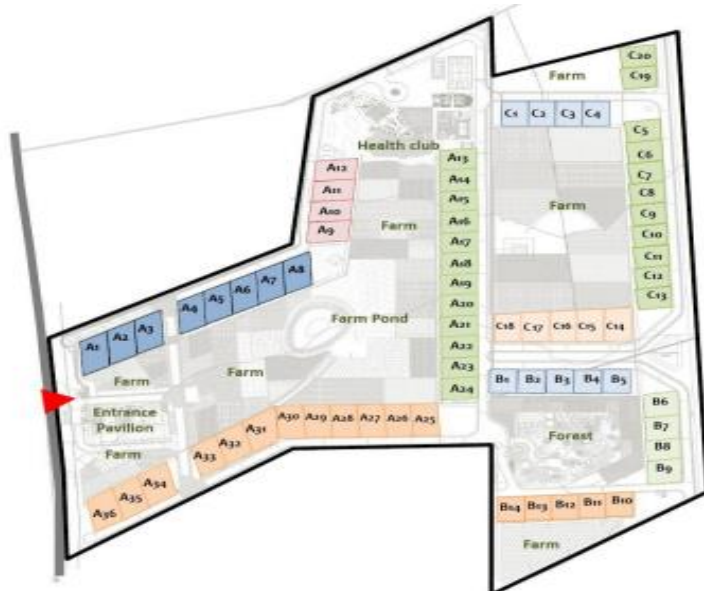 C20
C19
Farm
C1 C2 C3 C4
C5
C6
C7
C8
C9
C10
C11
C12
C13
Farm
C18 C17 C16 C15 C14
Health club
A12
A11
A10
A9
A13
A14
A15
A16
A17
A18
A19
A20
A21
A22
A23
A24
Farm
Farm Pond
A1 A2 A3 A4 A5 A6 A7 A8
Farm
Farm
Entrance
Pavilion
Farm
A36 A35 A34
A33 A32 A31 A30 A29 A28 A27 A26 A25
B1 B2 B3 B4 B5
B6
B7
B8
B9
Forest
B14 B13 B12 B11 B10
Farm